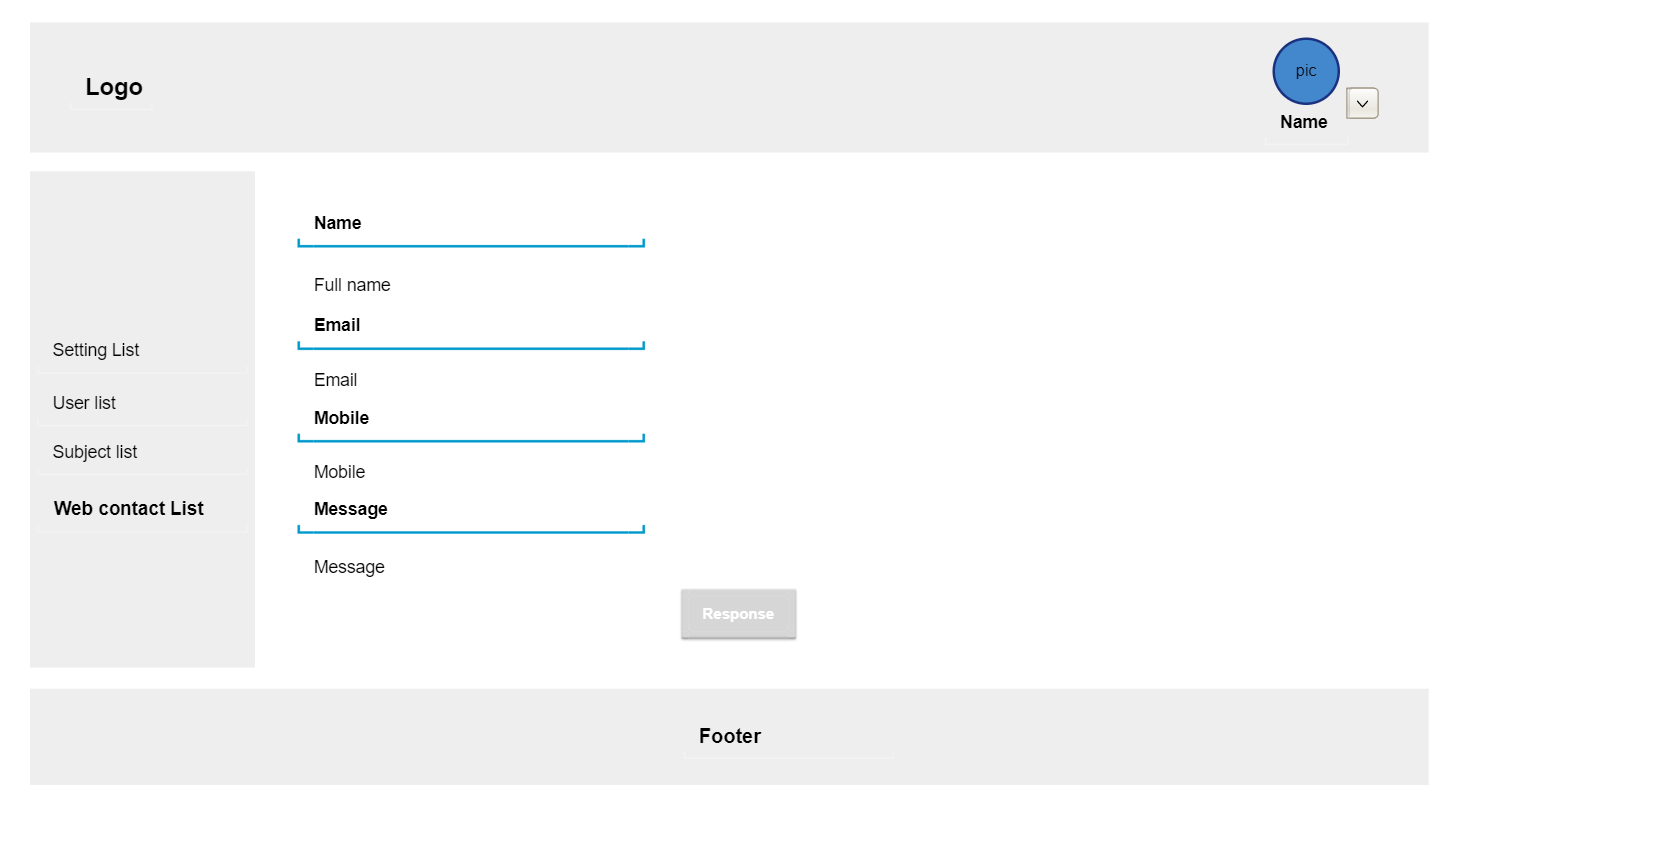 Logo
pic
Name
Setting List
User list
Subject list
Web contact List
Name
Full name
Email
Email
Mobile
Mobile
Message
Message
Response
Footer